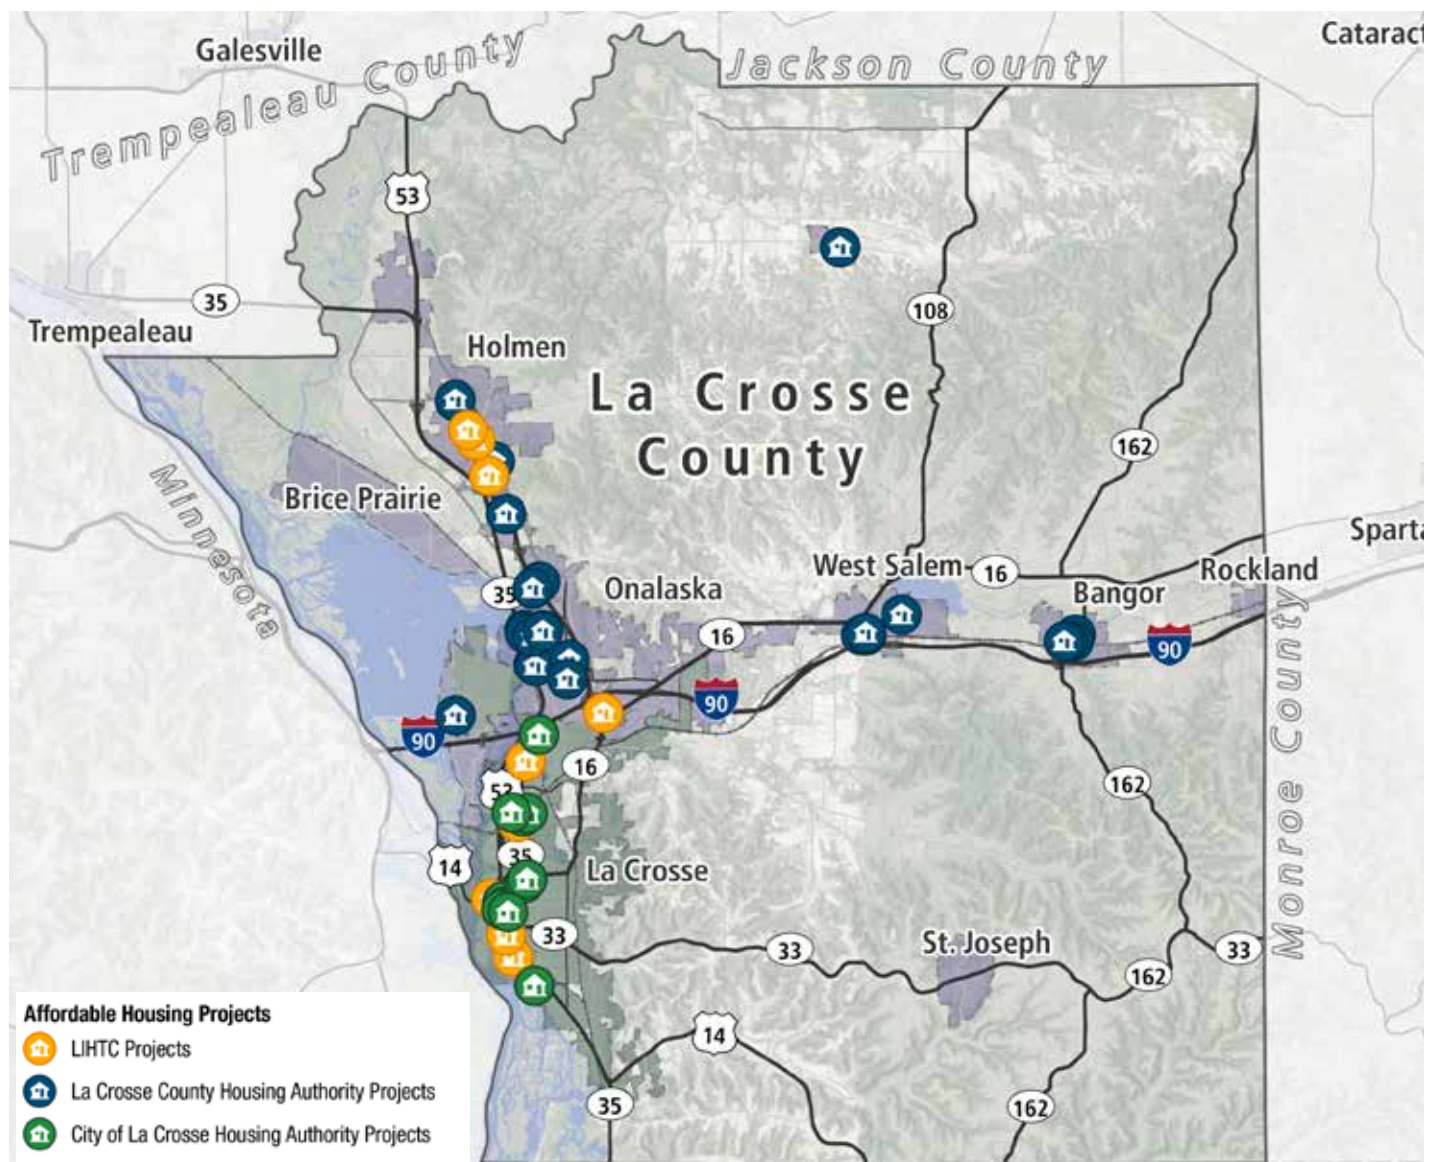 Cataract
Galesville
Trempealeau County
Jackson County
53
35
108
Trempealeau
Holmen
La Crosse
County
162
Brice Prairie
Minnesota
Sparta
West Salem
16
Rockland
35
Onalaska
Bangor
16
90
90
90
Monroe County
16
53
162
14
35
La Crosse
33
33
St. Joseph
162
33
14
35
162
Affordable Housing Projects
LIHTC Projects
La Crosse County Housing Authority Projects
City of La Crosse Housing Authority Projects